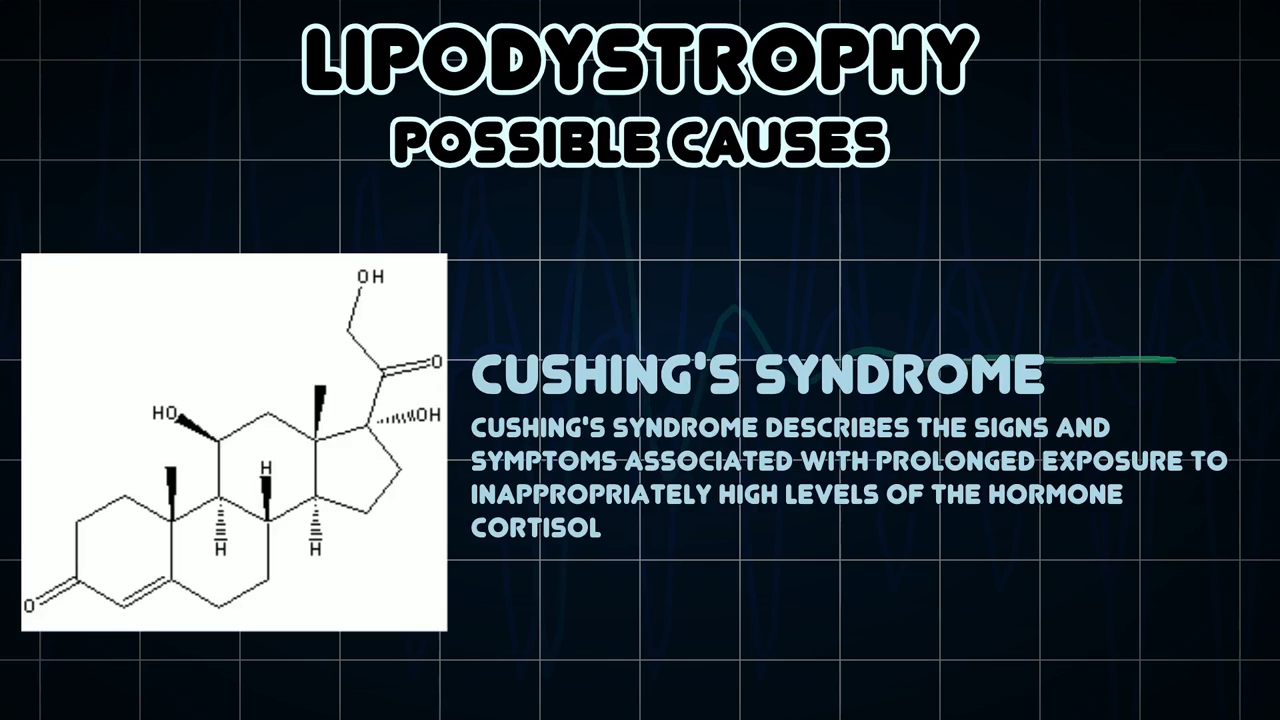 LIPODYSTROPHY
POSSIBLE CAUSES
OH
O
HO
OH
H
H
H
O
CUSHING'S SYNDROME
CUSHING'S SYNDROME DESCRIBES THE SIGNS AND
SYMPTOMS ASSOCIATED WITH PROLONGED EXPOSURE TO
INAPPROPRIATELY HIGH LEVELS OF THE HORMONE
CORTISOL